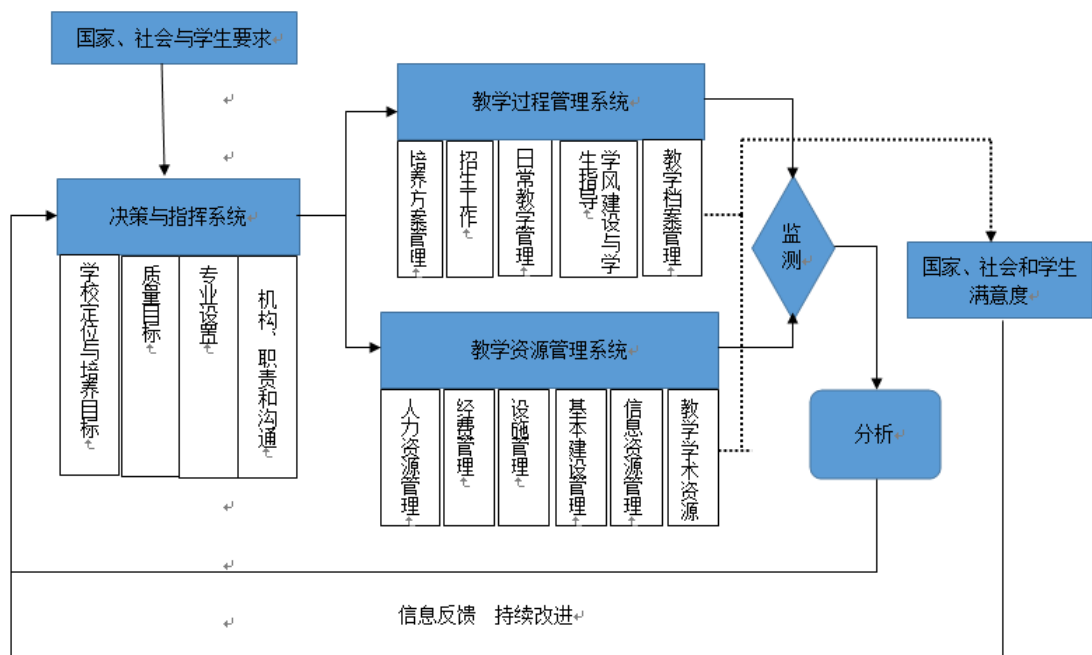 国家、社会与学生要求
教学过程管理系统
培养方案管理
招生工作
日常教学管理
学风建设与学
生指导
教学档案管理
决策与指挥系统
学校定位与培养目标
质量目标
专业设置
机构、职责和沟通
监测
国家、社会和学生
满意度
教学资源管理系统
人力资源管理
经费管理
设施管理
基本建设管理
信息资源管理
教学学术资源
分析
信息反馈 持续改进